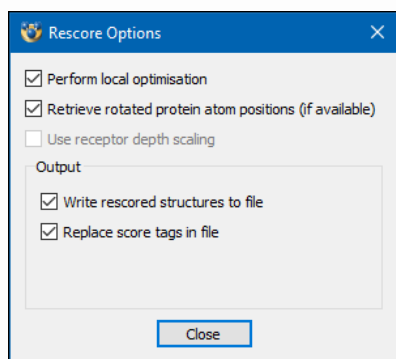 Rescore Options
Perform local optimisation
Retrieve rotated protein atom positions (if available)
Use receptor depth scaling
Output
Write rescored structures to file
Replace score tags in file
Close